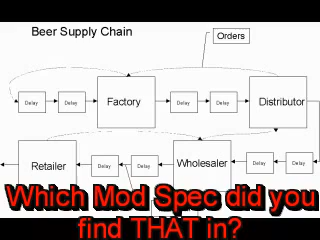 Beer Supply Chain
Orders
Delay Delay Factory Delay Delay Distributor
Retailer Delay Delay Wholesaler Delay Delay
Which Mod Spec did you
find THAT in?